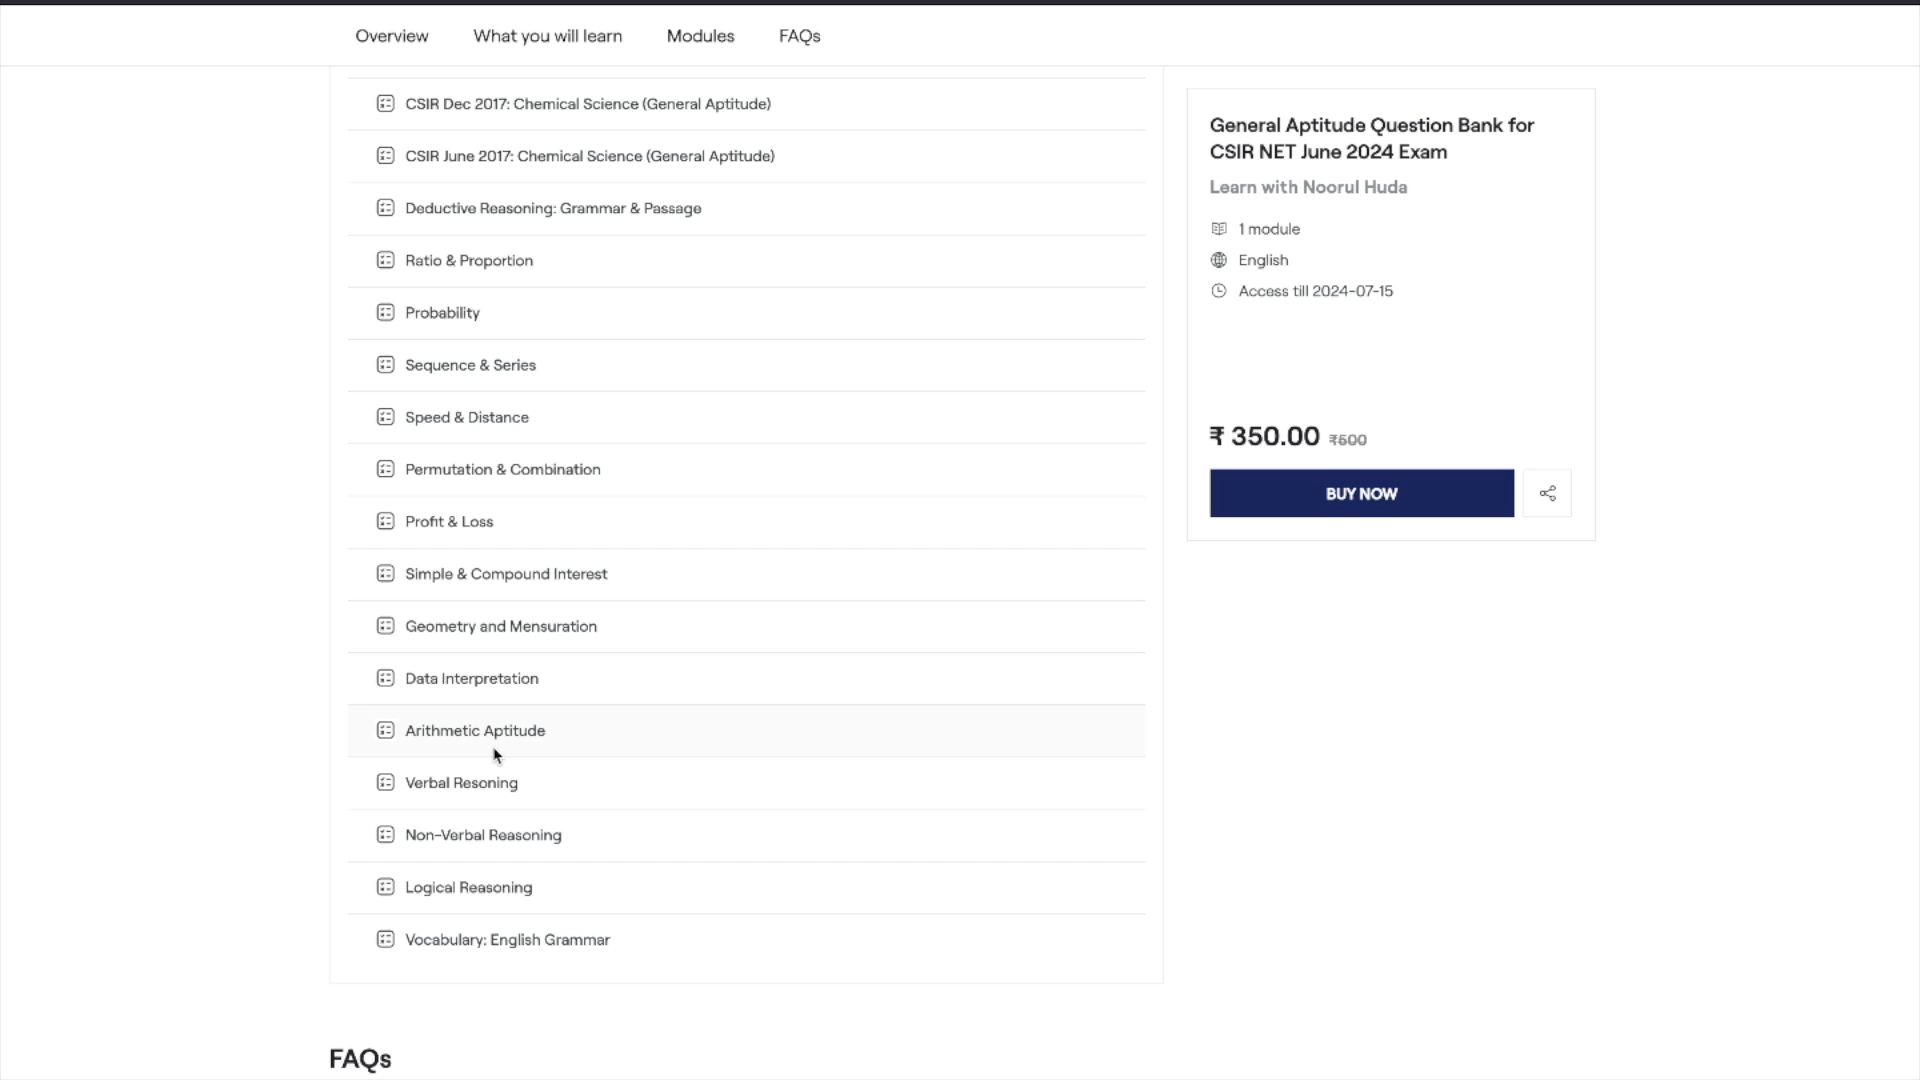 Overview
What you will learn
Modules
FAQs
CSIR Dec 2017: Chemical Science (General Aptitude)
CSIR June 2017: Chemical Science (General Aptitude)
Deductive Reasoning: Grammar & Passage
Ratio & Proportion
Probability
Sequence & Series
Speed & Distance
Permutation & Combination
Profit & Loss
Simple & Compound Interest
Geometry and Mensuration
Data Interpretation
Arithmetic Aptitude
Verbal Resoning
Non-Verbal Reasoning
Logical Reasoning
Vocabulary: English Grammar
General Aptitude Question Bank for
CSIR NET June 2024 Exam
Learn with Noorul Huda
1 module
English
Access till 2024-07-15
₹ 350.00 ₹500
BUY NOW
FAQs